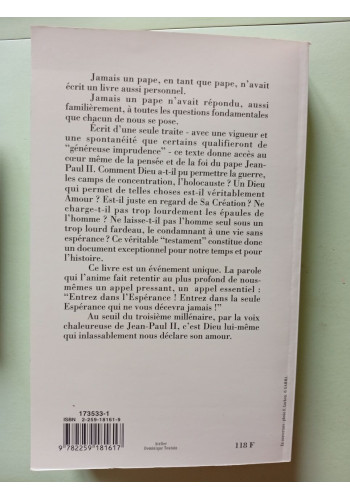 Jamais un pape, en tant que pape, n'avait
écrit un livre aussi personnel.
Jamais un pape n'avait répondu, aussi
familièrement, à toutes les questions fondamentales
que chacun de nous se pose.
Écrit d'une seule traite - avec une vigueur et
une spontanéité que certains qualifieront de
"généreuse imprudence" - ce texte donne accès au
cœur même de la pensée et de la foi du pape Jean-
Paul II. Comment Dieu a-t-il pu permettre la guerre,
les camps de concentration, l'holocauste ? Un Dieu
qui permet de telles choses est-il véritablement
Amour ? Est-il juste en regard de Sa Création ? Ne
charge-t-il pas trop lourdement les épaules de
l'homme ? Ne laisse-t-il pas l'homme seul sous un
trop lourd fardeau, le condamnant à une vie sans
espérance ? Ce véritable "testament" constitue donc
un document exceptionnel pour notre temps et pour
l'histoire.
Ce livre est un événement unique. La parole
qui l'anime fait retentir au plus profond de nous-
mêmes un appel pressant, un appel essentiel :
"Entrez dans l'Espérance ! Entrez dans la seule
Espérance qui ne vous décevra jamais !"
Au seuil du troisième millénaire, par la voix
chaleureuse de Jean-Paul II, c'est Dieu lui-même
qui inlassablement nous déclare son amour.
173533-1
ISBN 2-259-18161-8
9 782259 181617
118 F